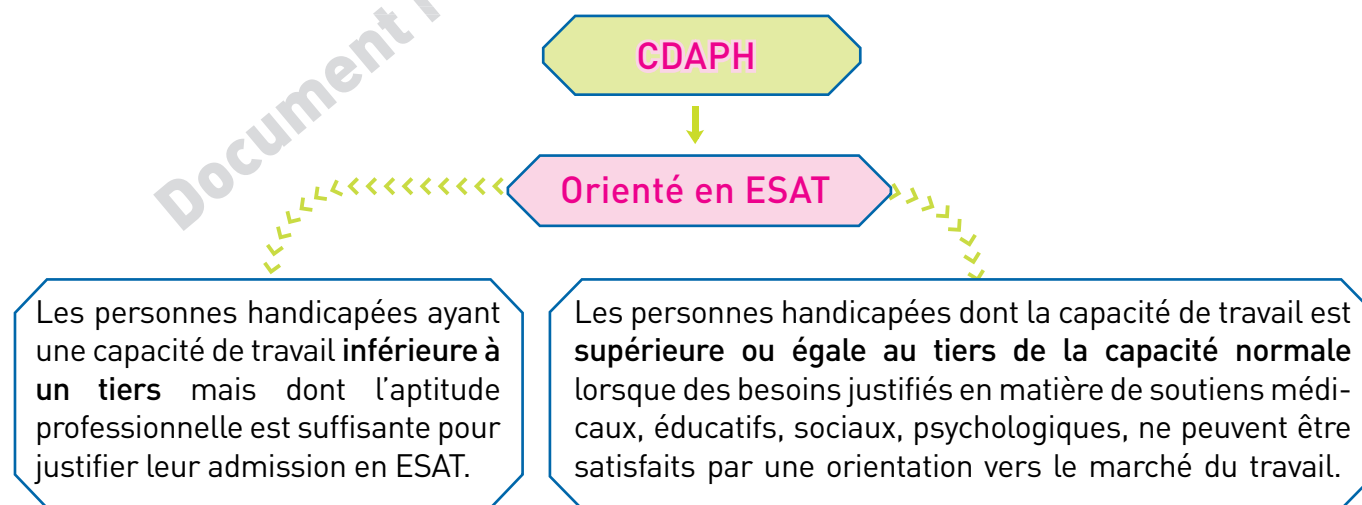 Document
CDAPH
Orienté en ESAT
Les personnes handicapées ayant
une capacité de travail inférieure à
un tiers mais dont l'aptitude
professionnelle est suffisante pour
justifier leur admission en ESAT.
Les personnes handicapées dont la capacité de travail est
supérieure ou égale au tiers de la capacité normale
lorsque des besoins justifiés en matière de soutiens médi-
caux, éducatifs, sociaux, psychologiques, ne peuvent être
satisfaits par une orientation vers le marché du travail.